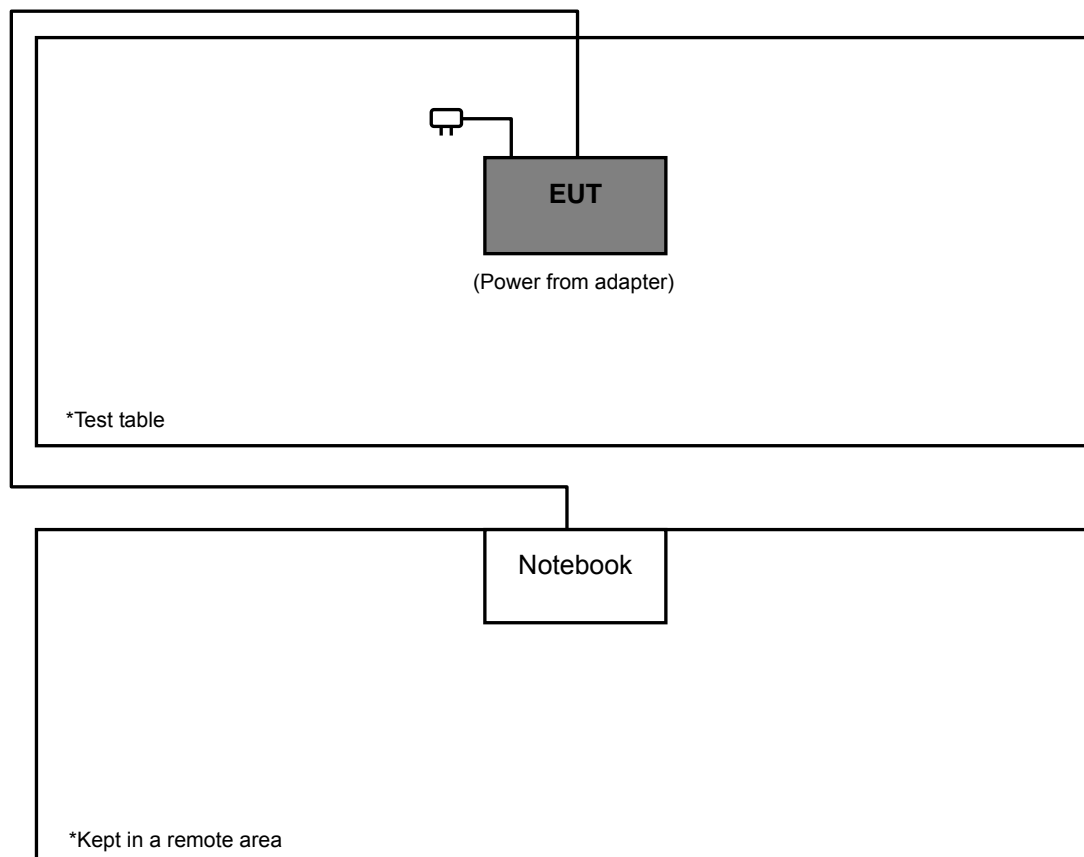 EUT
(Power from adapter)
*Test table
Notebook
*Kept in a remote area